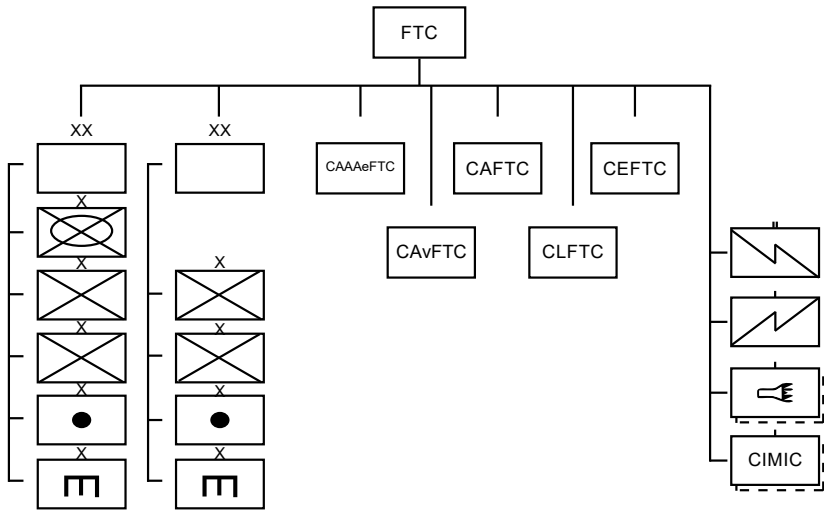 FTC
XX
XX
CAAAeFTC
CAFTC
CEFTC
X
CAvFTC
CLFTC
X
X
X
X
X
X
X
X
CIMIC